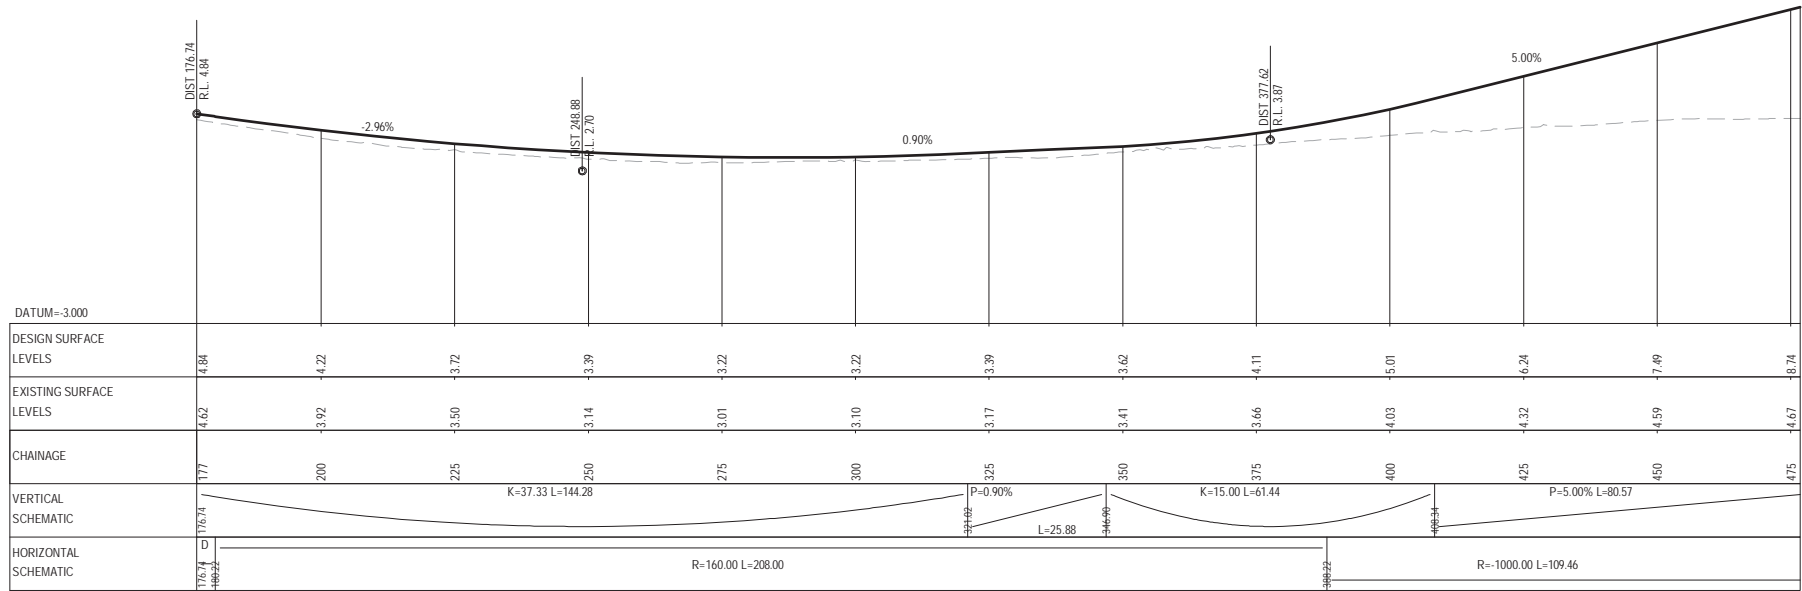 DIST 176.74
R.L. 4.84
-2.96%
DIST 248.88
R.L. 2.70
0.90%
DIST 377.62
R.L. 3.87
5.00%
DATUM=-3.000
DESIGN SURFACE
LEVELS
4.84 4.22 3.72 3.39 3.22 3.22 3.39 3.62 4.11 5.01 6.24 7.49 8.74
EXISTING SURFACE
LEVELS
4.62 3.92 3.50 3.14 3.01 3.10 3.17 3.41 3.66 4.03 4.32 4.59 4.67
CHAINAGE
177 200 225 250 275 300 325 350 375 400 425 450 475
VERTICAL
SCHEMATIC
176.74
K=37.33 L=144.28
321.02
P=0.90%
L=25.88
346.90
K=15.00 L=61.44
408.34
P=5.00% L=80.57
HORIZONTAL
SCHEMATIC
D
176.74
180.22
R=160.00 L=208.00
388.22
R=-1000.00 L=109.46